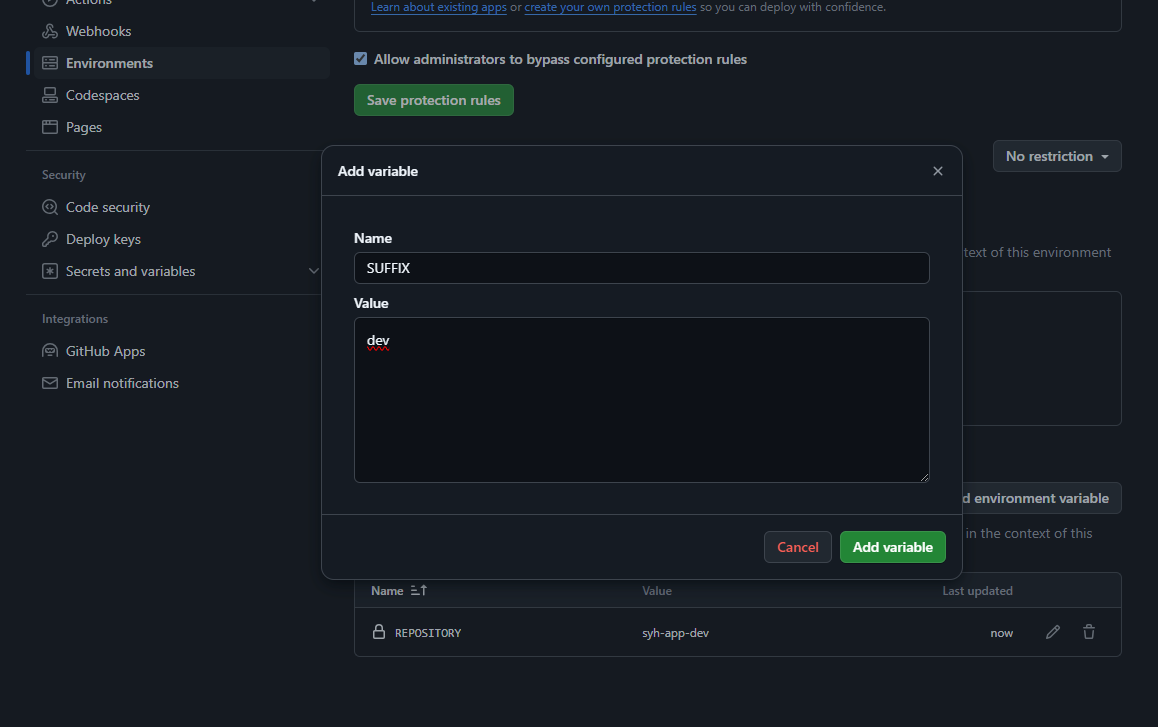 Actions
Learn about existing apps or create your own protection rules so you can deploy with confidence.
Webhooks
Environments
Allow administrators to bypass configured protection rules
Codespaces
Save protection rules
Pages
No restriction
Add variable
Security
Code security
Name
Deploy keys
text of this environment
Secrets and variables
SUFFIX
Value
Integrations
dev
GitHub Apps
Email notifications
d environment variable
in the context of this
Cancel
Add variable
Name
Value
Last updated
REPOSITORY
syh-app-dev
now